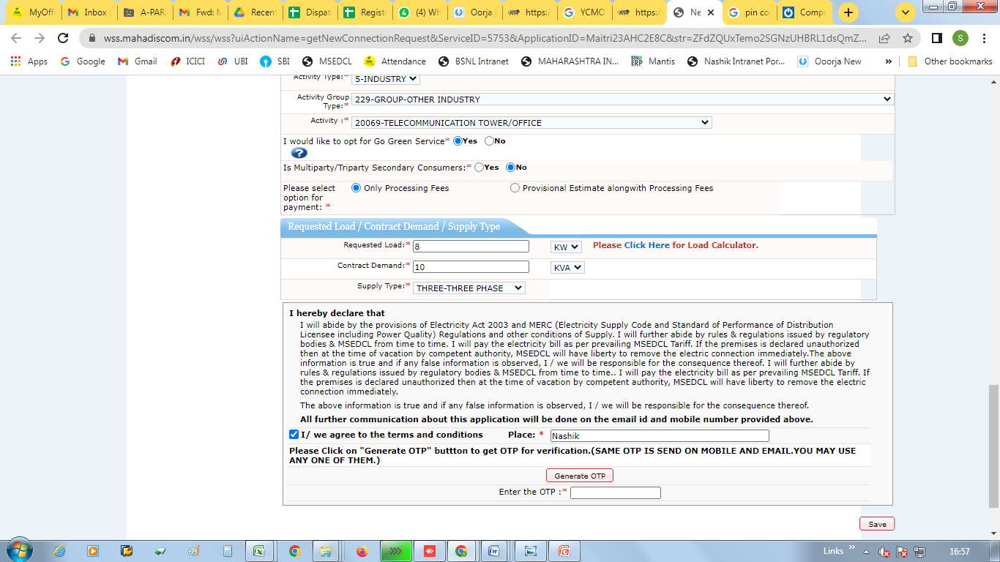 MyOffi
Inbox (
A-PAR
Fwd: M
Recent
Dispat
Registe
(4) Wh
Oorja
https:/
YCMO
https:/
Ne
pin co
Compu
wss.mahadiscom.in/wss/wss?uiActionName=getNewConnectionRequest&ServiceID=5753&ApplicationID=Maitri23AHC2E8C&str=ZFdZQUxTemo2SGNzUHBRL1dsQmZ...
S
Apps
Google
Gmail
ICICI
UBI
SBI
MSEDCL
Attendance
BSNL Intranet
MAHARASHTRA IN...
Mantis
Nashik Intranet Por...
Ooorja New
»
Other bookmarks
Activity Type:* 5-INDUSTRY
Activity Group Type:* 229-GROUP-OTHER INDUSTRY
Activity :* 20069-TELECOMMUNICATION TOWER/OFFICE
I would like to opt for Go Green Service* Yes No
?
Is Multiparty/Triparty Secondary Consumers:* Yes No
Please select option for payment: * Only Processing Fees Provisional Estimate alongwith Processing Fees
Requested Load / Contract Demand / Supply Type
Requested Load:* 8 KW Please Click Here for Load Calculator.
Contract Demand:* 10 KVA
Supply Type:* THREE-THREE PHASE
I hereby declare that
I will abide by the provisions of Electricity Act 2003 and MERC (Electricity Supply Code and Standard of Performance of Distribution
Licensee including Power Quality) Regulations and other conditions of Supply. I will further abide by rules & regulations issued by regulatory
bodies & MSEDCL from time to time. I will pay the electricity bill as per prevailing MSEDCL Tariff. If the premises is declared unauthorized
then at the time of vacation by competent authority, MSEDCL will have liberty to remove the electric connection immediately.The above
information is true and if any false information is observed, I / we will be responsible for the consequence thereof. I will further abide by
rules & regulations issued by regulatory bodies & MSEDCL from time to time.. I will pay the electricity bill as per prevailing MSEDCL Tariff. If
the premises is declared unauthorized then at the time of vacation by competent authority, MSEDCL will have liberty to remove the electric
connection immediately.
The above information is true and if any false information is observed, I / we will be responsible for the consequence thereof.
All further communication about this application will be done on the email id and mobile number provided above.
I/ we agree to the terms and conditions Place: * Nashik
Please Click on "Generate OTP" buttton to get OTP for verification.(SAME OTP IS SEND ON MOBILE AND EMAIL.YOU MAY USE
ANY ONE OF THEM.)
Generate OTP
Enter the OTP :*
Save
Links » 16:57